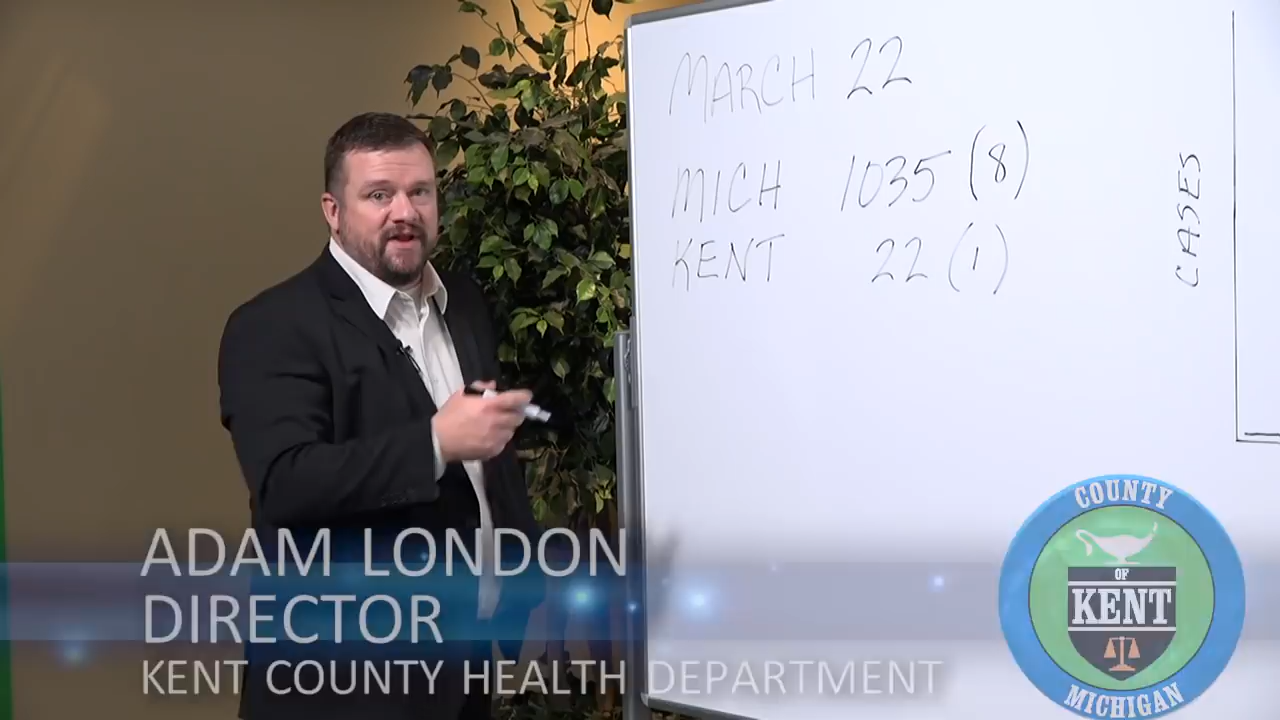 MARCH 22
MICH 1035 (8)
KENT 22 (1)
CASES
ADAM LONDON
DIRECTOR
KENT COUNTY HEALTH DEPARTMENT
COUNTY
OF
KENT
MICHIGAN